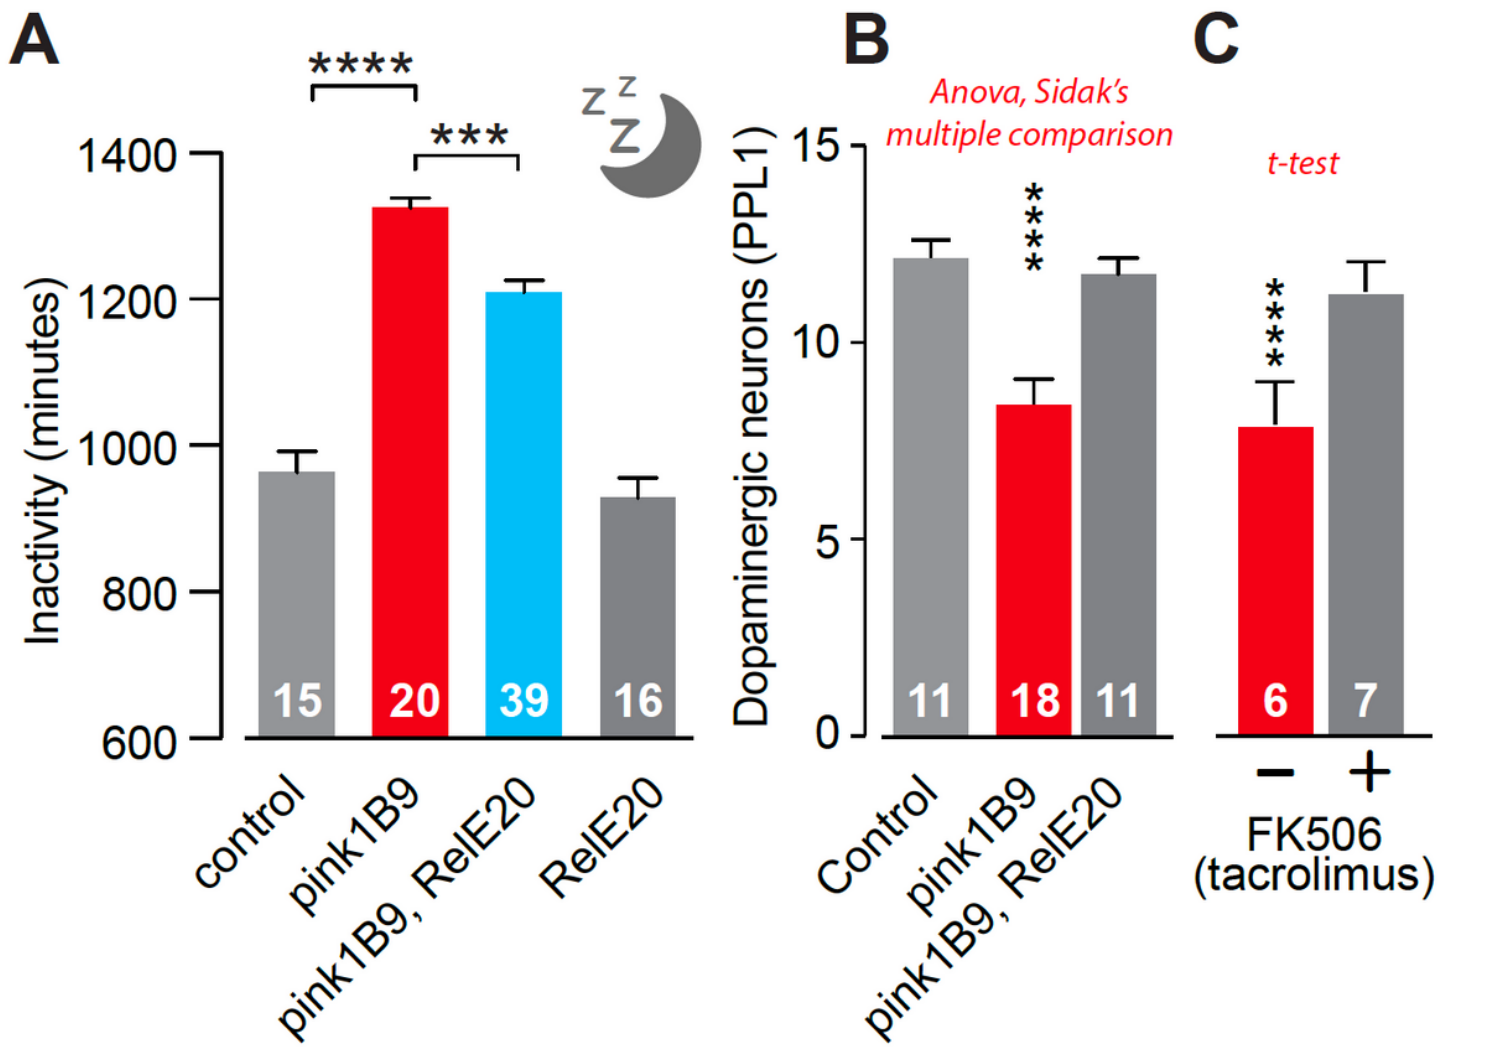 A
****
***
z
z
z
1400
1200
1000
800
600
Inactivity (minutes)
15
20
39
16
control
pink1B9
pink1B9, RelE20
RelE20
B
Anova, Sidak's
multiple comparison
****
15
10
5
0
Dopaminergic neurons (PPL1)
11
18
11
Control
pink1B9
pink1B9, RelE20
C
t-test
****
6
7
− +
FK506
(tacrolimus)